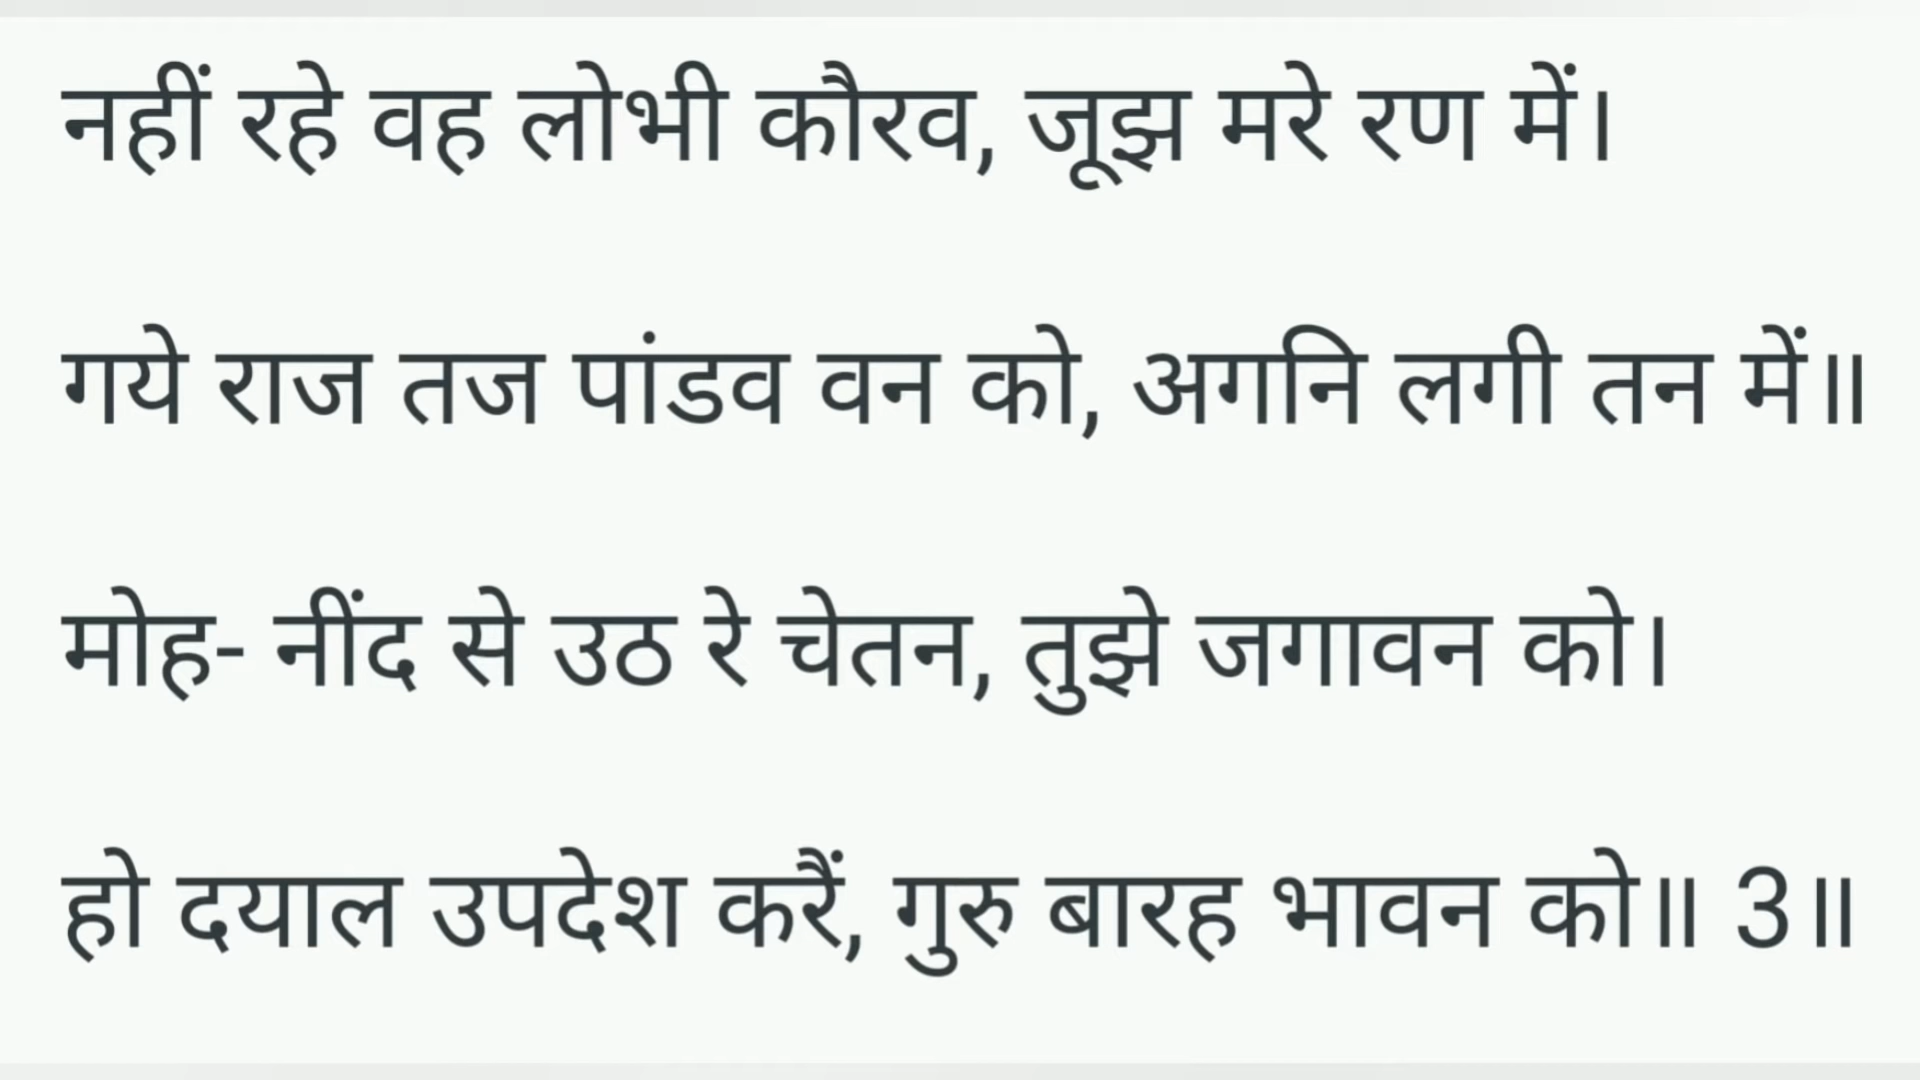 नहीं रहे वह लोभी कौरव, जूझ मरे रण में।
गये राज तज पांडव वन को, अगनि लगी तन में॥
मोह- नींद से उठ रे चेतन, तुझे जगावन को।
हो दयाल उपदेश करैं, गुरु बारह भावन को॥ 3॥